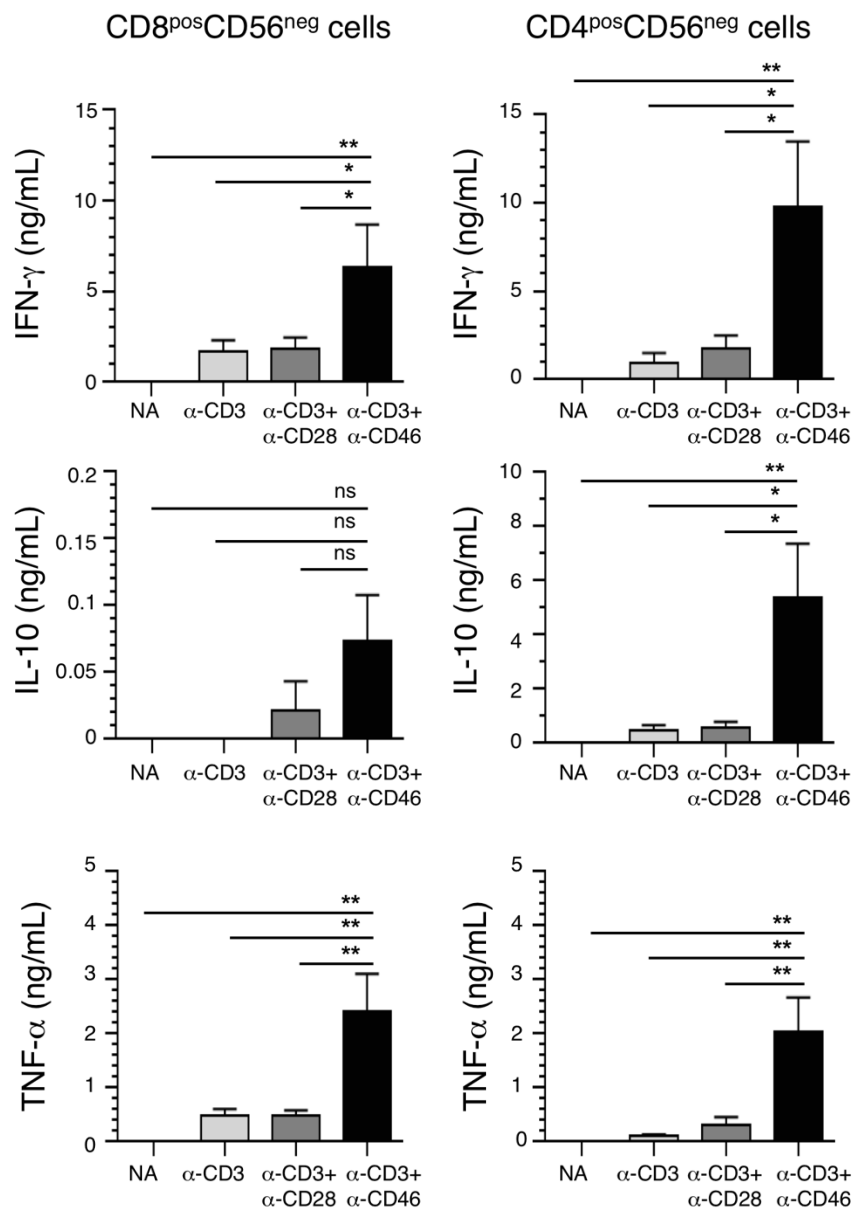 CD8posCD56neg cells
CD4posCD56neg cells
IFN-γ (ng/mL)
15
10
5
0
**
*
*
NA
α-CD3
α-CD3+
α-CD28
α-CD3+
α-CD46
IFN-γ (ng/mL)
15
10
5
0
**
*
*
NA
α-CD3
α-CD3+
α-CD28
α-CD3+
α-CD46
IL-10 (ng/mL)
0.2
0.15
0.1
0.05
0
ns
ns
ns
NA
α-CD3
α-CD3+
α-CD28
α-CD3+
α-CD46
IL-10 (ng/mL)
10
8
6
4
2
0
**
*
*
NA
α-CD3
α-CD3+
α-CD28
α-CD3+
α-CD46
TNF-α (ng/mL)
5
4
3
2
1
0
**
**
**
NA
α-CD3
α-CD3+
α-CD28
α-CD3+
α-CD46
TNF-α (ng/mL)
5
4
3
2
1
0
**
**
**
NA
α-CD3
α-CD3+
α-CD28
α-CD3+
α-CD46